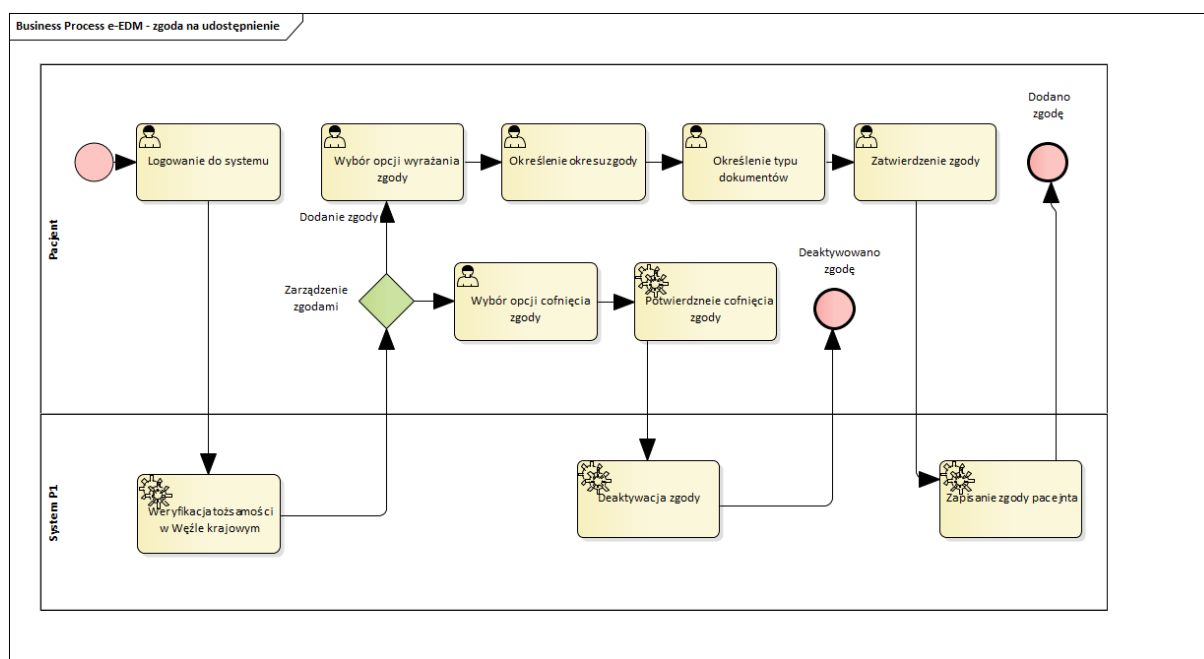 Business Process e-EDM - zgoda na udostępnienie
Dodano
zgodę
Logowanie do systemu
Wybór opcji wyrażania
zgody
Określenie okresu zgody
Określenie typu
dokumentów
Zatwierdzenie zgody
Dodanie zgody
Pacjent
Deaktywowano
zgodę
Zarządzenie
zgodami
Wybór opcji cofnięcia
zgody
Potwierdzneie cofnięcia
zgody
System P1
Weryfikacja tożsamości
w Węźle krajowym
Deaktywacja zgody
Zapisanie zgody pacejnta